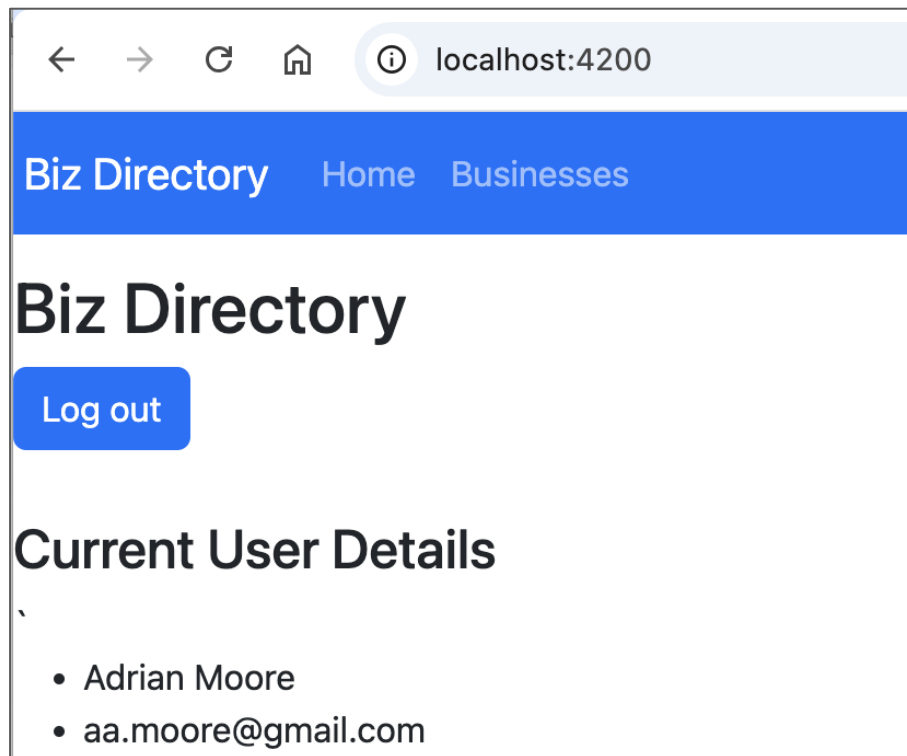 localhost:4200
Biz Directory Home Businesses
Biz Directory
Log out
Current User Details
`
• Adrian Moore
• aa.moore@gmail.com